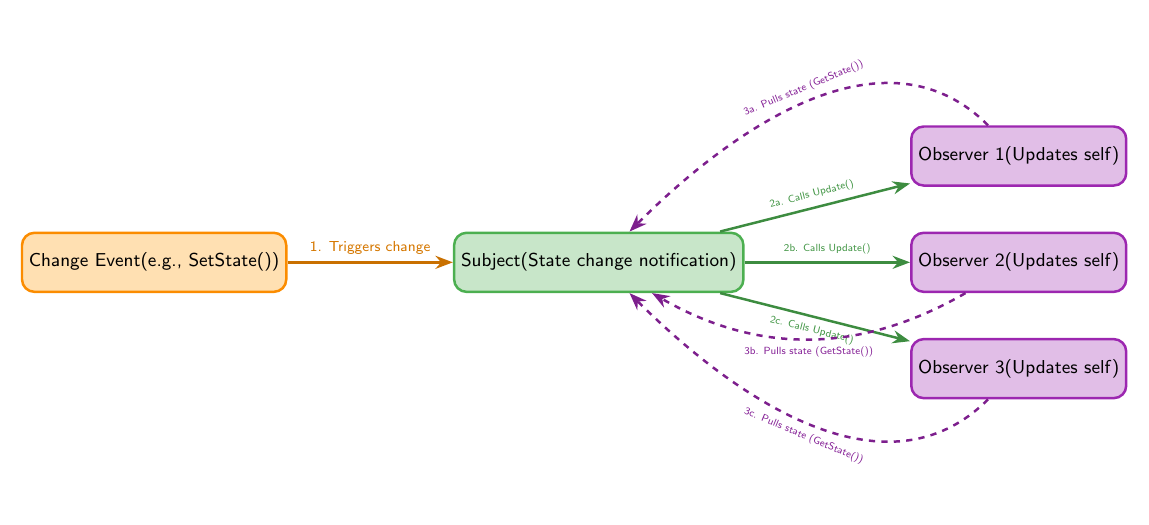 3a. Pulls state (GetState())
Observer 1(Updates self)
2a. Calls Update()
Change Event(e.g., SetState())
1. Triggers change
Subject(State change notification)
2b. Calls Update()
Observer 2(Updates self)
2c. Calls Update()
3b. Pulls state (GetState())
Observer 3(Updates self)
3c. Pulls state (GetState())